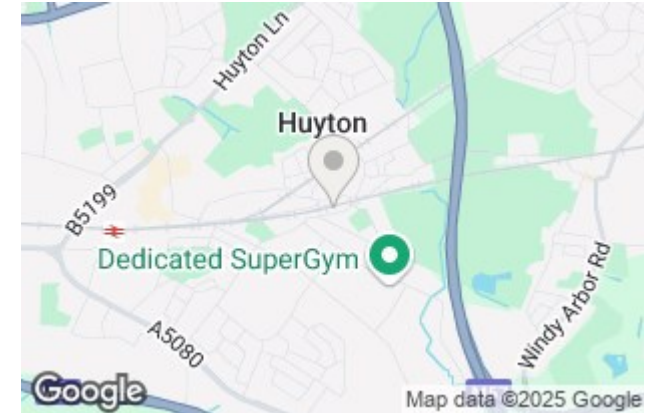 Huyton Ln
Huyton
B5199
Dedicated SuperGym
A5080
Windy Arbor Rd
Google
Map data ©2025 Google